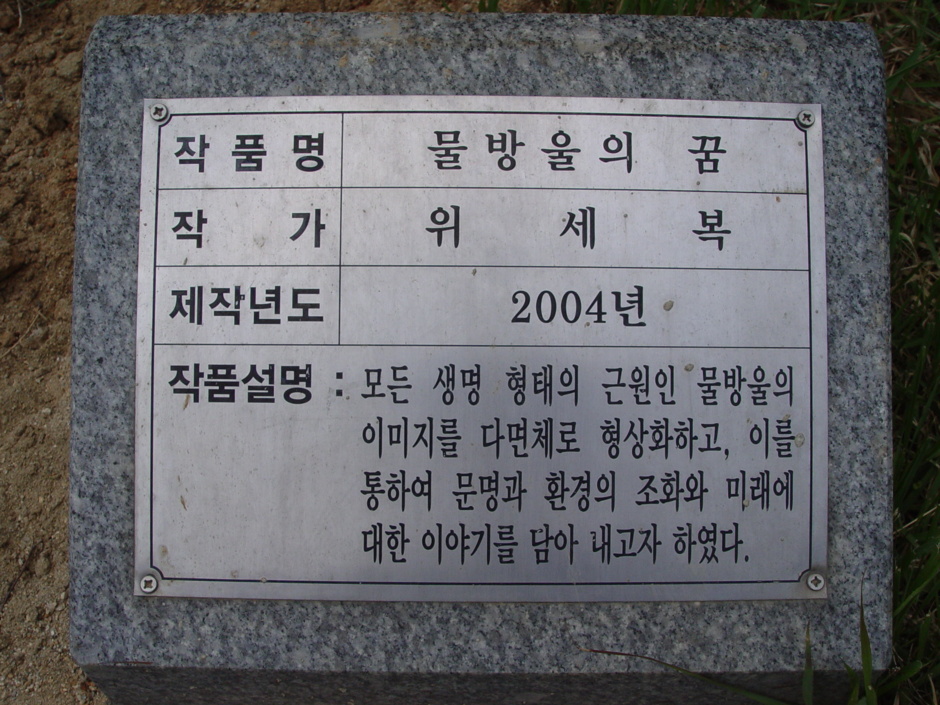 작품명 물방울의 꿈
작가 위세복
제작년도 2004년
작품설명 : 모든 생명 형태의 근원인 물방울의
이미지를 다면체로 형상화하고, 이를
통하여 문명과 환경의 조화와 미래에
대한 이야기를 담아 내고자 하였다.